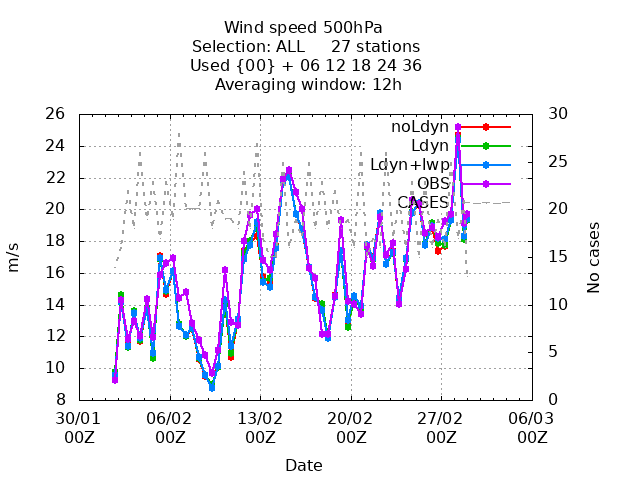 Wind speed 500hPa
Selection: ALL     27 stations
Used {00} + 06 12 18 24 36
Averaging window: 12h
26
24
22
20
18
16
14
12
10
8
m/s
30
25
20
15
10
5
0
No cases
noLdyn
Ldyn
Ldyn+lwp
OBS
CASES
30/01 06/02 13/02 20/02 27/02 06/03
00Z 00Z 00Z 00Z 00Z 00Z
Date